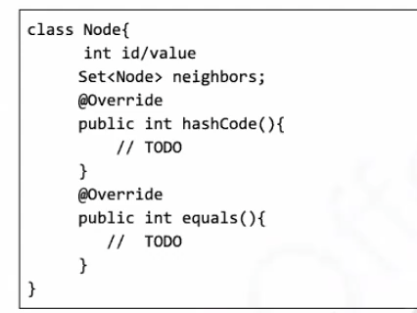 class Node{
int id/value
Set<Node> neighbors;
@Override
public int hashCode(){
// TODO
}
@Override
public int equals(){
// TODO
}
}